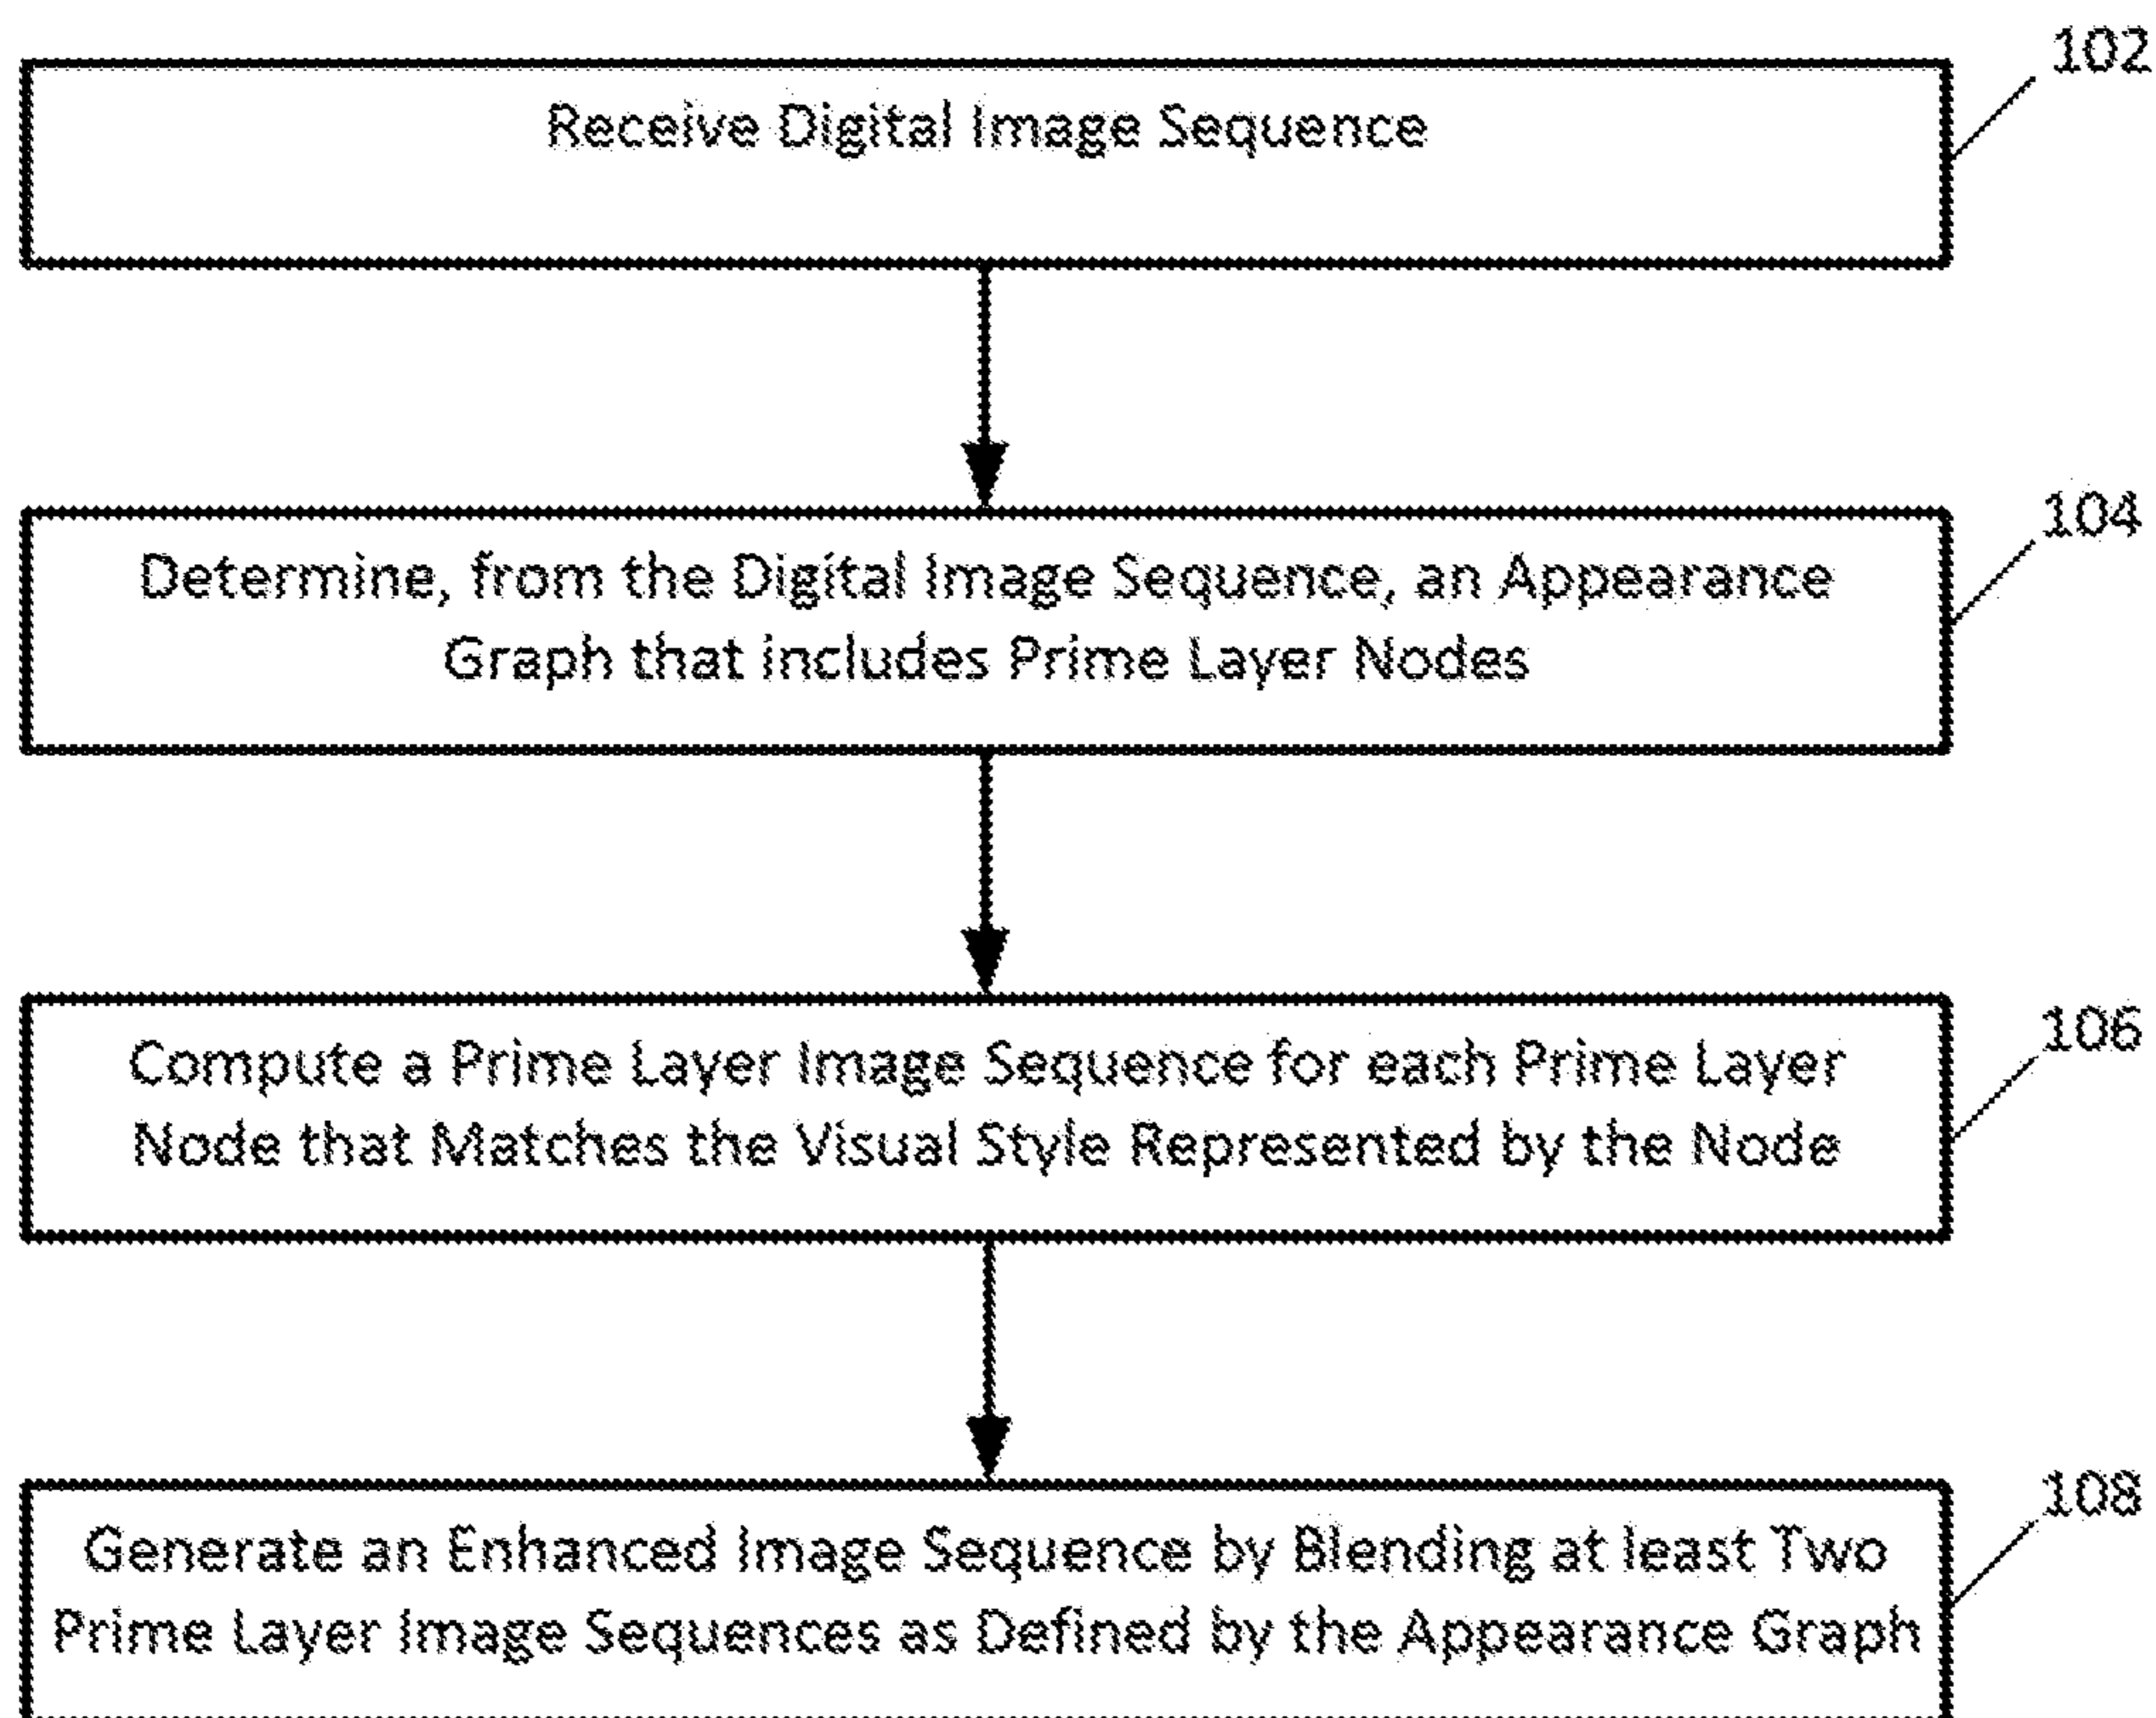 102
Receive Digital Image Sequence
104
Determine, from the Digital Image Sequence, an Appearance
Graph that includes Prime Layer Nodes
106
Compute a Prime Layer Image Sequence for each Prime Layer
Node that Matches the Visual Style Represented by the Node
108
Generate an Enhanced Image Sequence by Blending at least Two
Prime Layer Image Sequences as Defined by the Appearance Graph